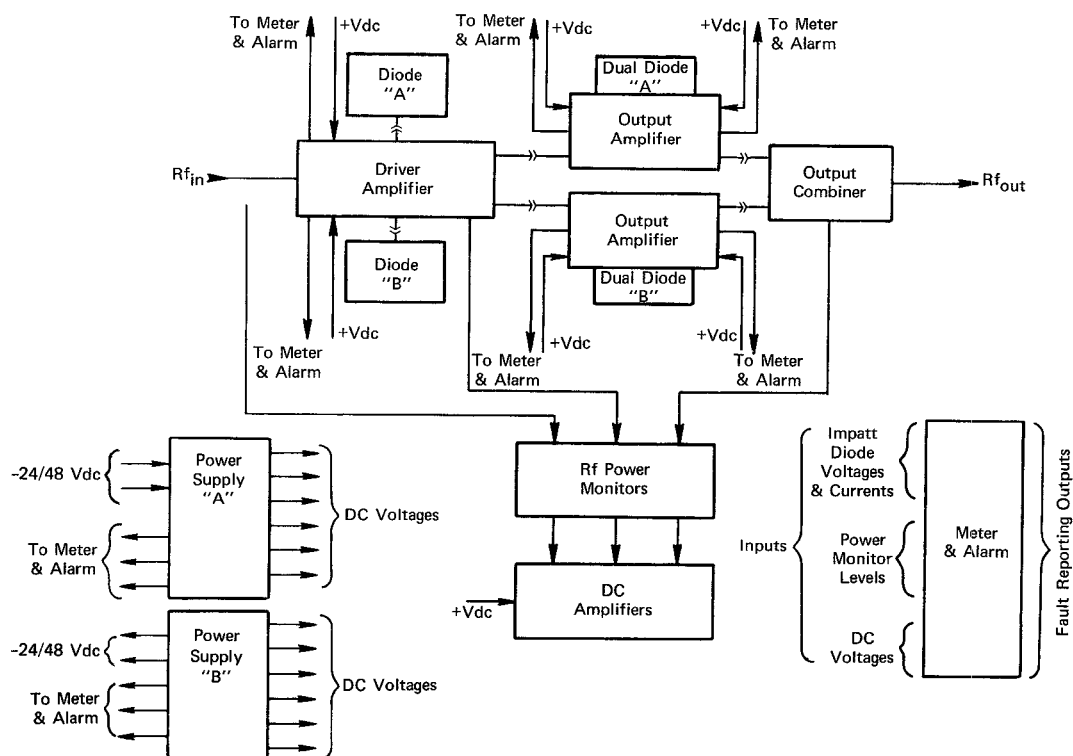 To Meter
& Alarm
+Vdc
To Meter
& Alarm
+Vdc
+Vdc
To Meter
& Alarm
Diode
"A"
Dual Diode
"A"
Output
Amplifier
Rf in
Driver
Amplifier
Output
Combiner
Rf out
Output
Amplifier
Dual Diode
"B"
Diode
"B"
+Vdc
To Meter
& Alarm
+Vdc
To Meter
& Alarm
+Vdc
To Meter
& Alarm
-24/48 Vdc
Power
Supply
"A"
DC Voltages
To Meter
& Alarm
Rf Power
Monitors
DC
Amplifiers
+Vdc
Inputs
Impatt
Diode
Voltages
& Currents
Power
Monitor
Levels
DC
Voltages
Meter
& Alarm
Fault Reporting Outputs
-24/48 Vdc
Power
Supply
"B"
DC Voltages
To Meter
& Alarm